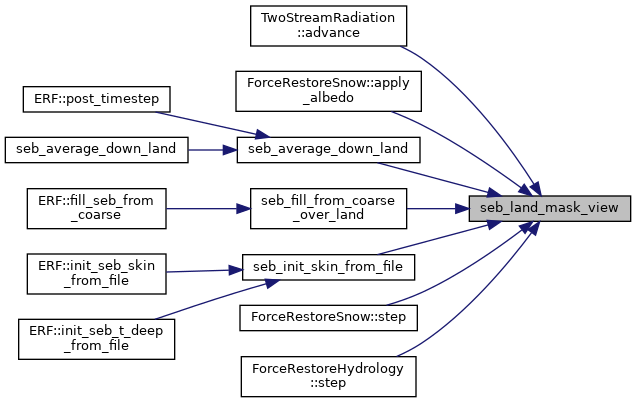 TwoStreamRadiation
::advance
ForceRestoreSnow::apply
_albedo
ERF::post_timestep
seb_average_down_land
seb_average_down_land
ERF::fill_seb_from
_coarse
seb_fill_from_coarse
_over_land
seb_land_mask_view
ERF::init_seb_skin
_from_file
seb_init_skin_from_file
ERF::init_seb_t_deep
_from_file
ForceRestoreSnow::step
ForceRestoreHydrology
::step